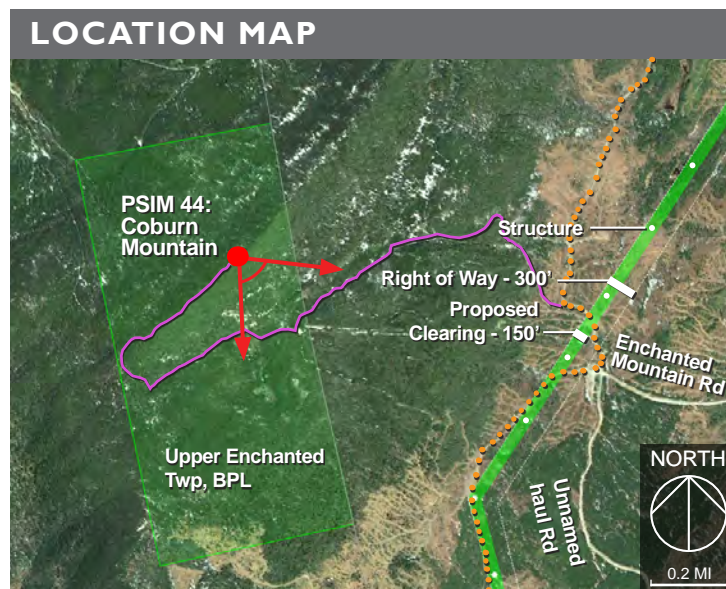 LOCATION MAP
PSIM 44:
Coburn
Mountain
Structure
Right of Way - 300'
Proposed
Clearing - 150'
Enchanted
Mountain Rd
Upper Enchanted
Twp, BPL
Unnamed
haul Rd
NORTH
0.2 MI